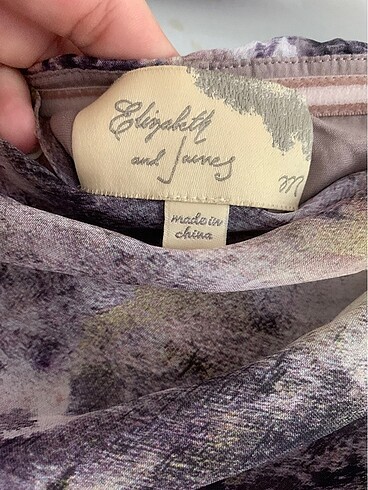 Elizabeth
and James
m
made in
china